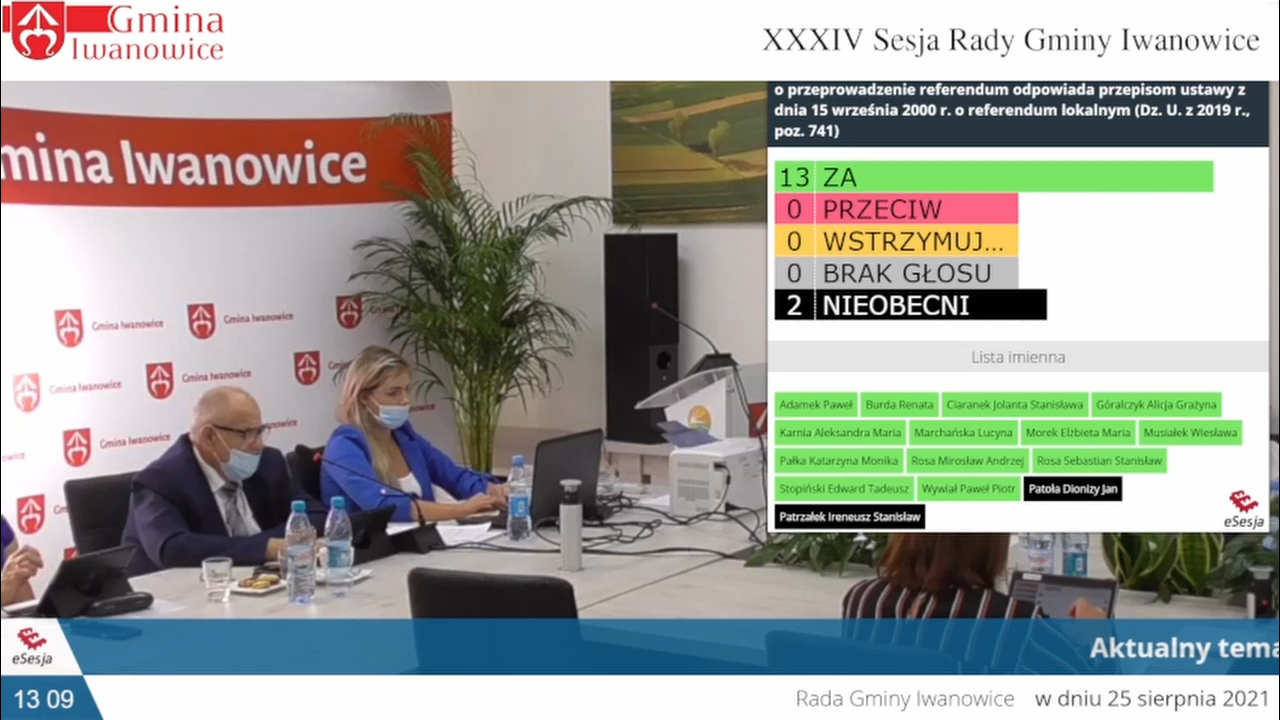 Gmina
Iwanowice
XXXIV Sesja Rady Gminy Iwanowice
mina Iwanowice
o przeprowadzenie referendum odpowiada przepisom ustawy z
dnia 15 września 2000 r. o referendum lokalnym (Dz. U. z 2019 r.,
poz. 741)
13 ZA
0 PRZECIW
0 WSTRZYMUJ...
0 BRAK GŁOSU
2 NIEOBECNI
Lista imienna
Adamek Paweł Burda Renata Ciaranek Jolanta Stanisława Góralczyk Alicja Grażyna
Karnia Aleksandra Maria Marchańska Lucyna Morek Elżbieta Maria Musiałek Wiesława
Pałka Katarzyna Monika Rosa Mirosław Andrzej Rosa Sebastian Stanisław
Stopiński Edward Tadeusz Wywiał Paweł Piotr Patoła Dionizy Jan
Patrzałek Ireneusz Stanisław
eSesja
Gmina Iwanowice
Gmina Iwanowice
Gmina Iwanowice
Gmina Iwanowice
Gmina Iwanowice
eSesja
Aktualny tema
13 09
Rada Gminy Iwanowice w dniu 25 sierpnia 2021